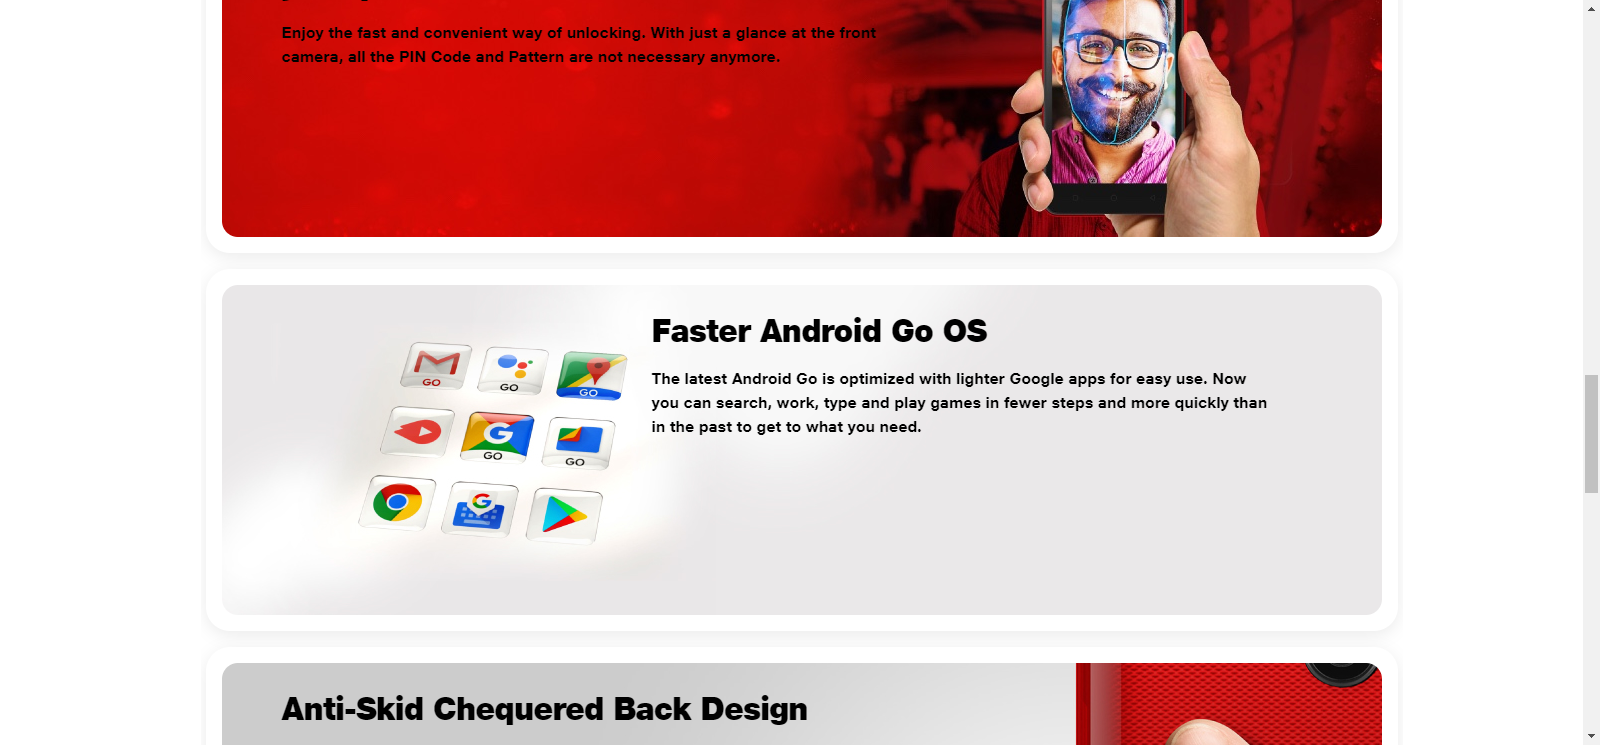 Enjoy the fast and convenient way of unlocking. With just a glance at the front
camera, all the PIN Code and Pattern are not necessary anymore.
Faster Android Go OS
The latest Android Go is optimized with lighter Google apps for easy use. Now
you can search, work, type and play games in fewer steps and more quickly than
in the past to get to what you need.
GO
GO
GO
GO
GO
Anti-Skid Chequered Back Design